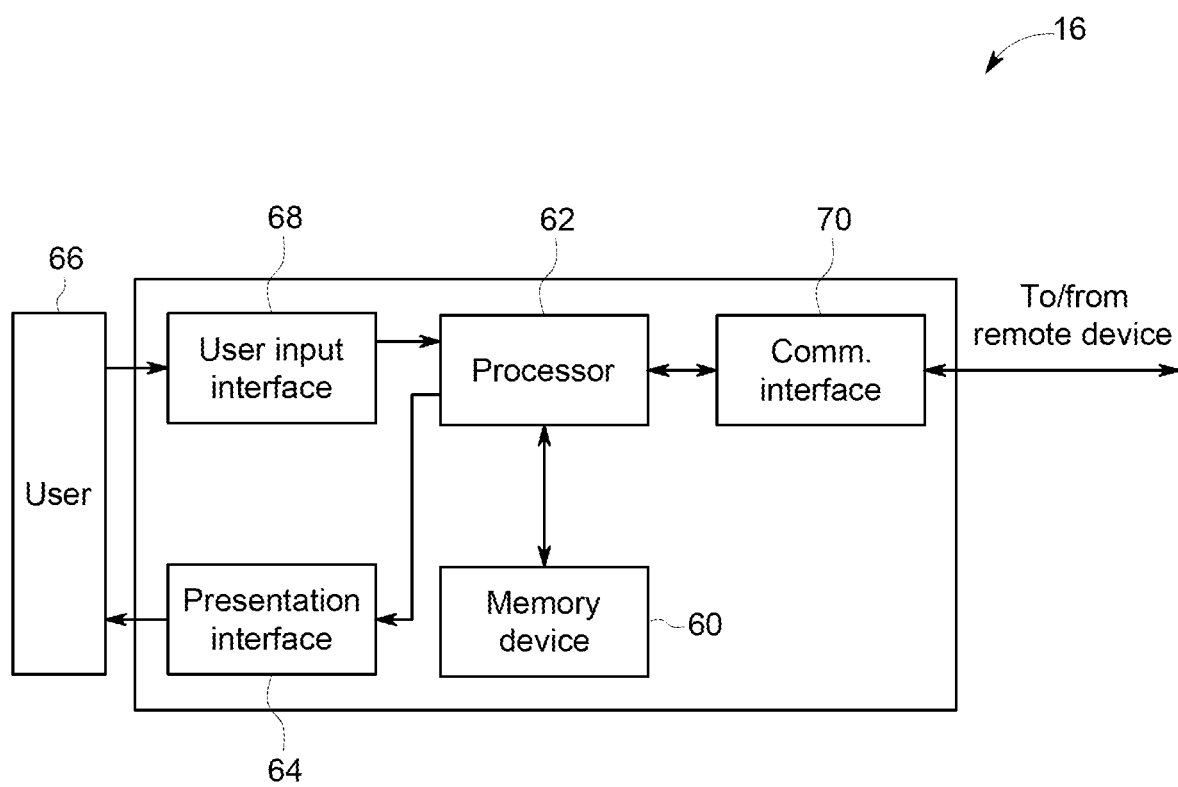 16
68
62
70
66
To/from
remote device
User input
interface
Processor
Comm.
interface
User
Presentation
interface
Memory
device
60
64